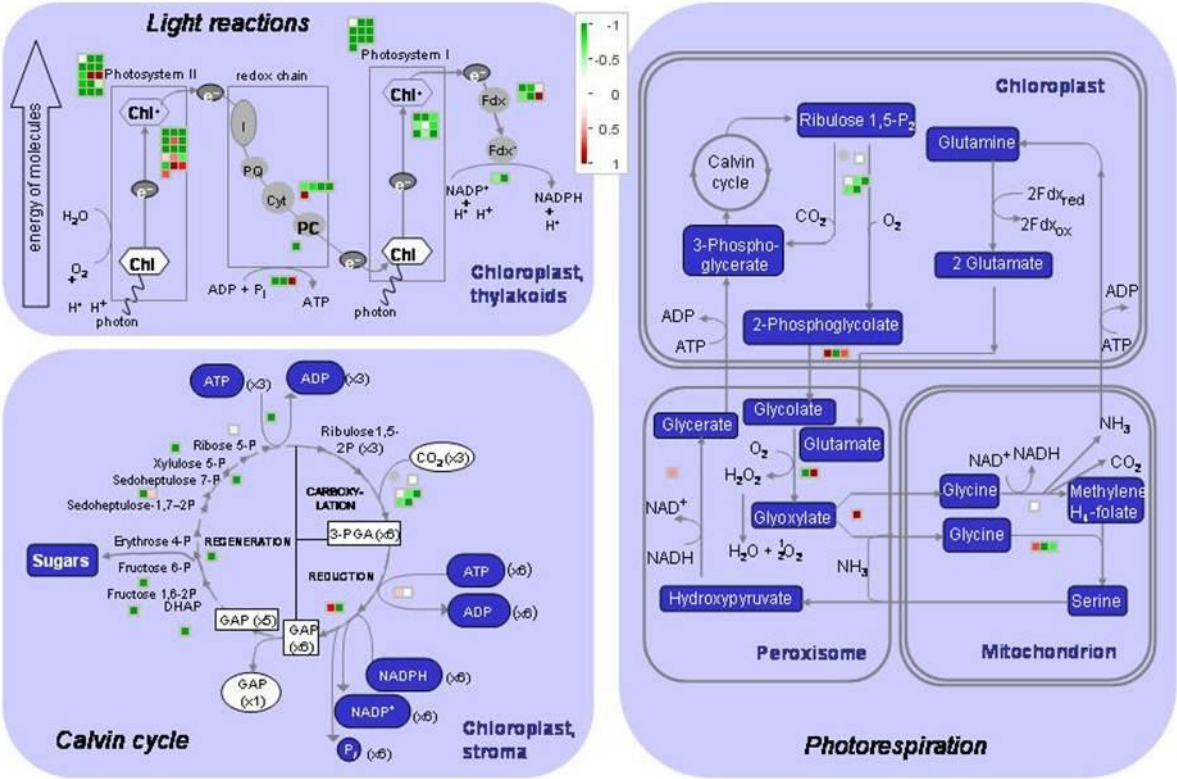 Light reactions
energy of molecules
Photosystem II
redox chain
Photosystem I
Chl*
e-
e-
I
PQ
Cyt
PC
e-
Chl
H2O
O2
+
H+ H+
photon
ADP + Pi
ATP
e-
Chl*
e-
Chl
photon
e-
Fdx
Fdx-
NADP+
+
H+ H+
NADPH
+
H+
Chloroplast,
thylakoids
-1
-0.5
0
0.5
1
Calvin cycle
ATP (x3)
ADP (x3)
Ribose 5-P
Ribulose1,5-
2P (x3)
CO2(x3)
Xylulose 5-P
Sedoheptulose 7-P
Sedoheptulose-1,7–2P
CARBOXY-
LATION
3-PGA(x6)
Erythrose 4-P
REGENERATION
Sugars
Fructose 6-P
Fructose 1,6-2P
DHAP
REDUCTION
ATP (x6)
ADP (x6)
GAP (x5)
GAP
(x6)
GAP
(x1)
NADPH (x6)
NADP+ (x6)
Pi (x6)
Chloroplast,
stroma
Chloroplast
Ribulose 1,5-P2
Glutamine
Calvin
cycle
CO2
O2
2Fdxred
2Fdxox
3-Phospho-
glycerate
2 Glutamate
2-Phosphoglycolate
ADP
ATP
ADP
ATP
Glycerate
Glycolate
Glutamate
O2
H2O2
Glyoxylate
H2O + ½O2
NAD+
NADH
Hydroxypyruvate
Peroxisome
NH3
NAD+
NADH
CO2
Glycine
Methylene
H4-folate
Glycine
NH3
Serine
Mitochondrion
Photorespiration